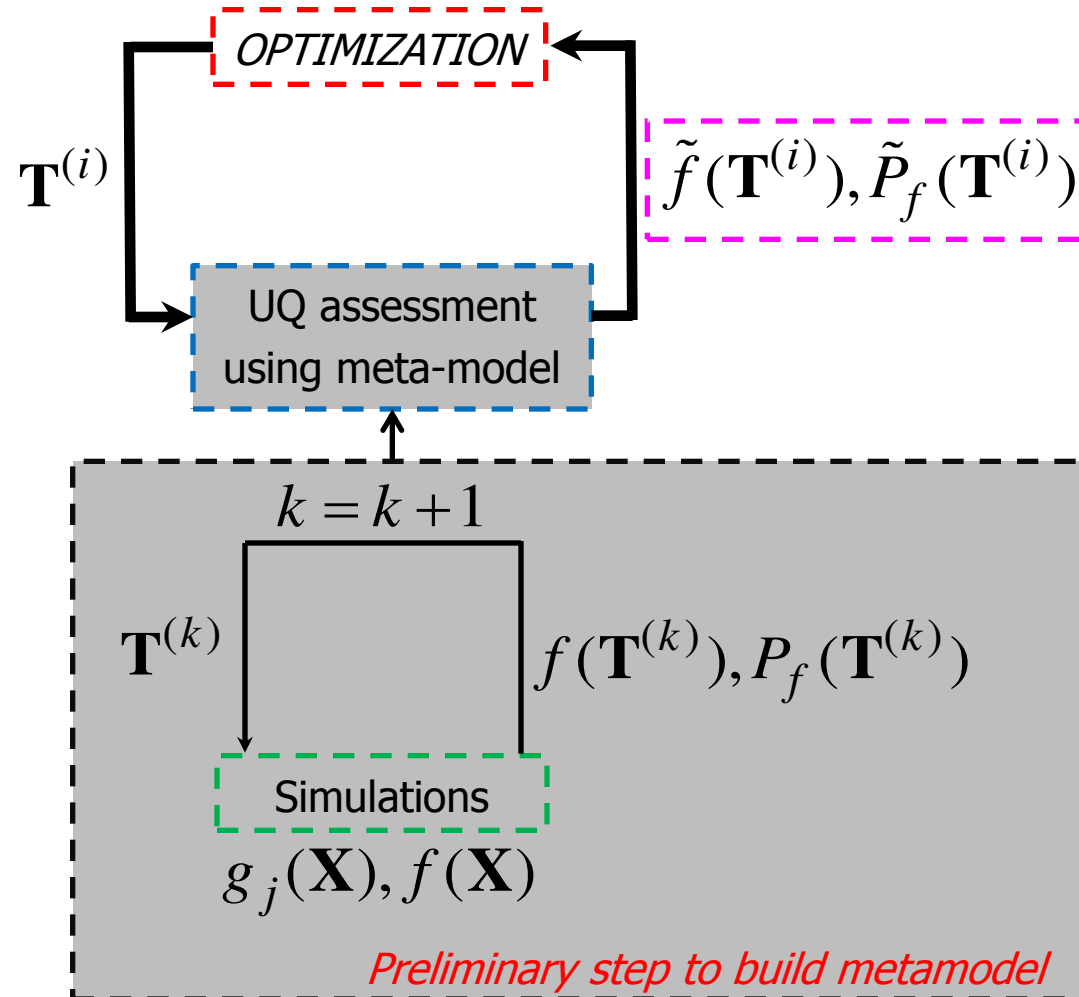 OPTIMIZATION
𝐓⁽ⁱ⁾
f̃(𝐓⁽ⁱ⁾), P̃_f(𝐓⁽ⁱ⁾)
UQ assessment
using meta-model
k = k + 1
𝐓⁽ᵏ⁾
f(𝐓⁽ᵏ⁾), P_f(𝐓⁽ᵏ⁾)
Simulations
g_j(𝐗), f(𝐗)
Preliminary step to build metamodel